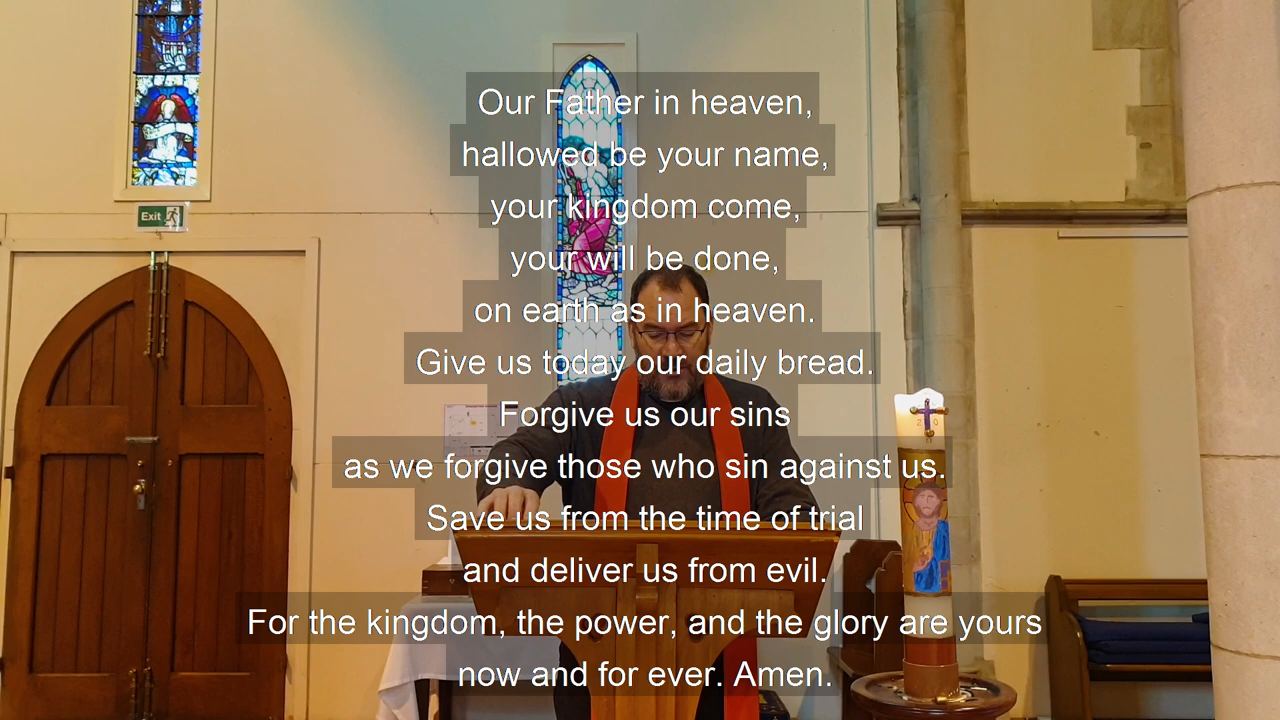 Exit
Our Father in heaven,
hallowed be your name,
your kingdom come,
your will be done,
on earth as in heaven.
Give us today our daily bread.
Forgive us our sins
as we forgive those who sin against us.
Save us from the time of trial
and deliver us from evil.
For the kingdom, the power, and the glory are yours
now and for ever. Amen.